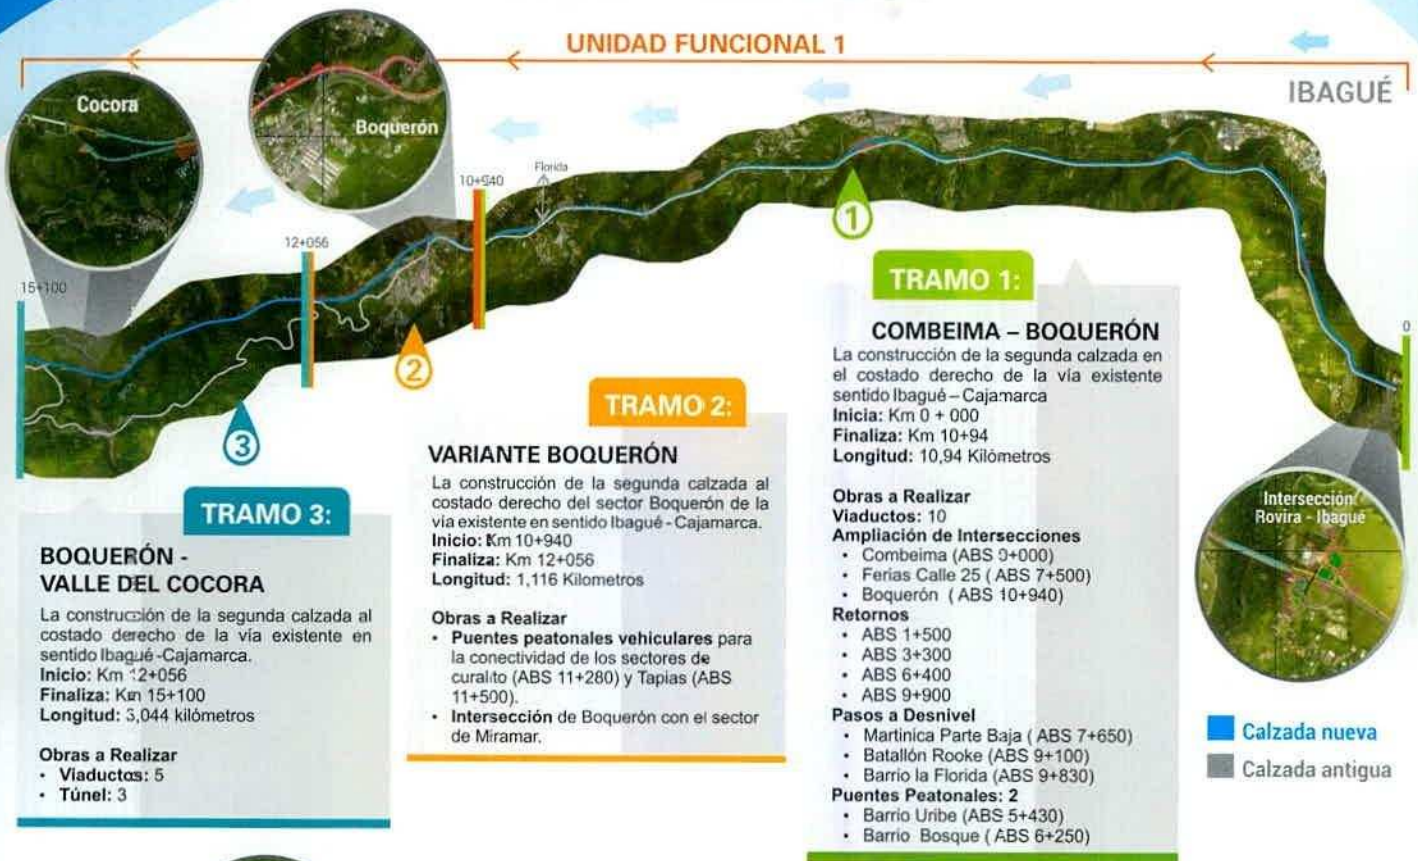 UNIDAD FUNCIONAL 1
IBAGUÉ
Cocora
Boquerón
Florida
10+940
12+056
15+100
0
1
2
3
Intersección
Rovira - Ibagué
Calzada nueva
Calzada antigua
TRAMO 1:
COMBEIMA – BOQUERÓN
La construcción de la segunda calzada en
el costado derecho de la vía existente
sentido Ibagué – Cajamarca
Inicia: Km 0 + 000
Finaliza: Km 10+94
Longitud: 10,94 Kilómetros
Obras a Realizar
Viaductos: 10
Ampliación de Intersecciones
• Combeima (ABS 0+000)
• Ferias Calle 25 ( ABS 7+500)
• Boquerón ( ABS 10+940)
Retornos
• ABS 1+500
• ABS 3+300
• ABS 6+400
• ABS 9+900
Pasos a Desnivel
• Martinica Parte Baja ( ABS 7+650)
• Batallón Rooke (ABS 9+100)
• Barrio la Florida (ABS 9+830)
Puentes Peatonales: 2
• Barrio Uribe (ABS 5+430)
• Barrio Bosque ( ABS 6+250)
TRAMO 2:
VARIANTE BOQUERÓN
La construcción de la segunda calzada al
costado derecho del sector Boquerón de la
vía existente en sentido Ibagué - Cajamarca.
Inicio: Km 10+940
Finaliza: Km 12+056
Longitud: 1,116 Kilometros
Obras a Realizar
• Puentes peatonales vehiculares para
la conectividad de los sectores de
curalito (ABS 11+280) y Tapias (ABS
11+500).
• Intersección de Boquerón con el sector
de Miramar.
TRAMO 3:
BOQUERÓN -
VALLE DEL COCORA
La construcción de la segunda calzada al
costado derecho de la vía existente en
sentido Ibagué -Cajamarca.
Inicio: Km 12+056
Finaliza: Km 15+100
Longitud: 3,044 kilómetros
Obras a Realizar
• Viaductos: 5
• Túnel: 3